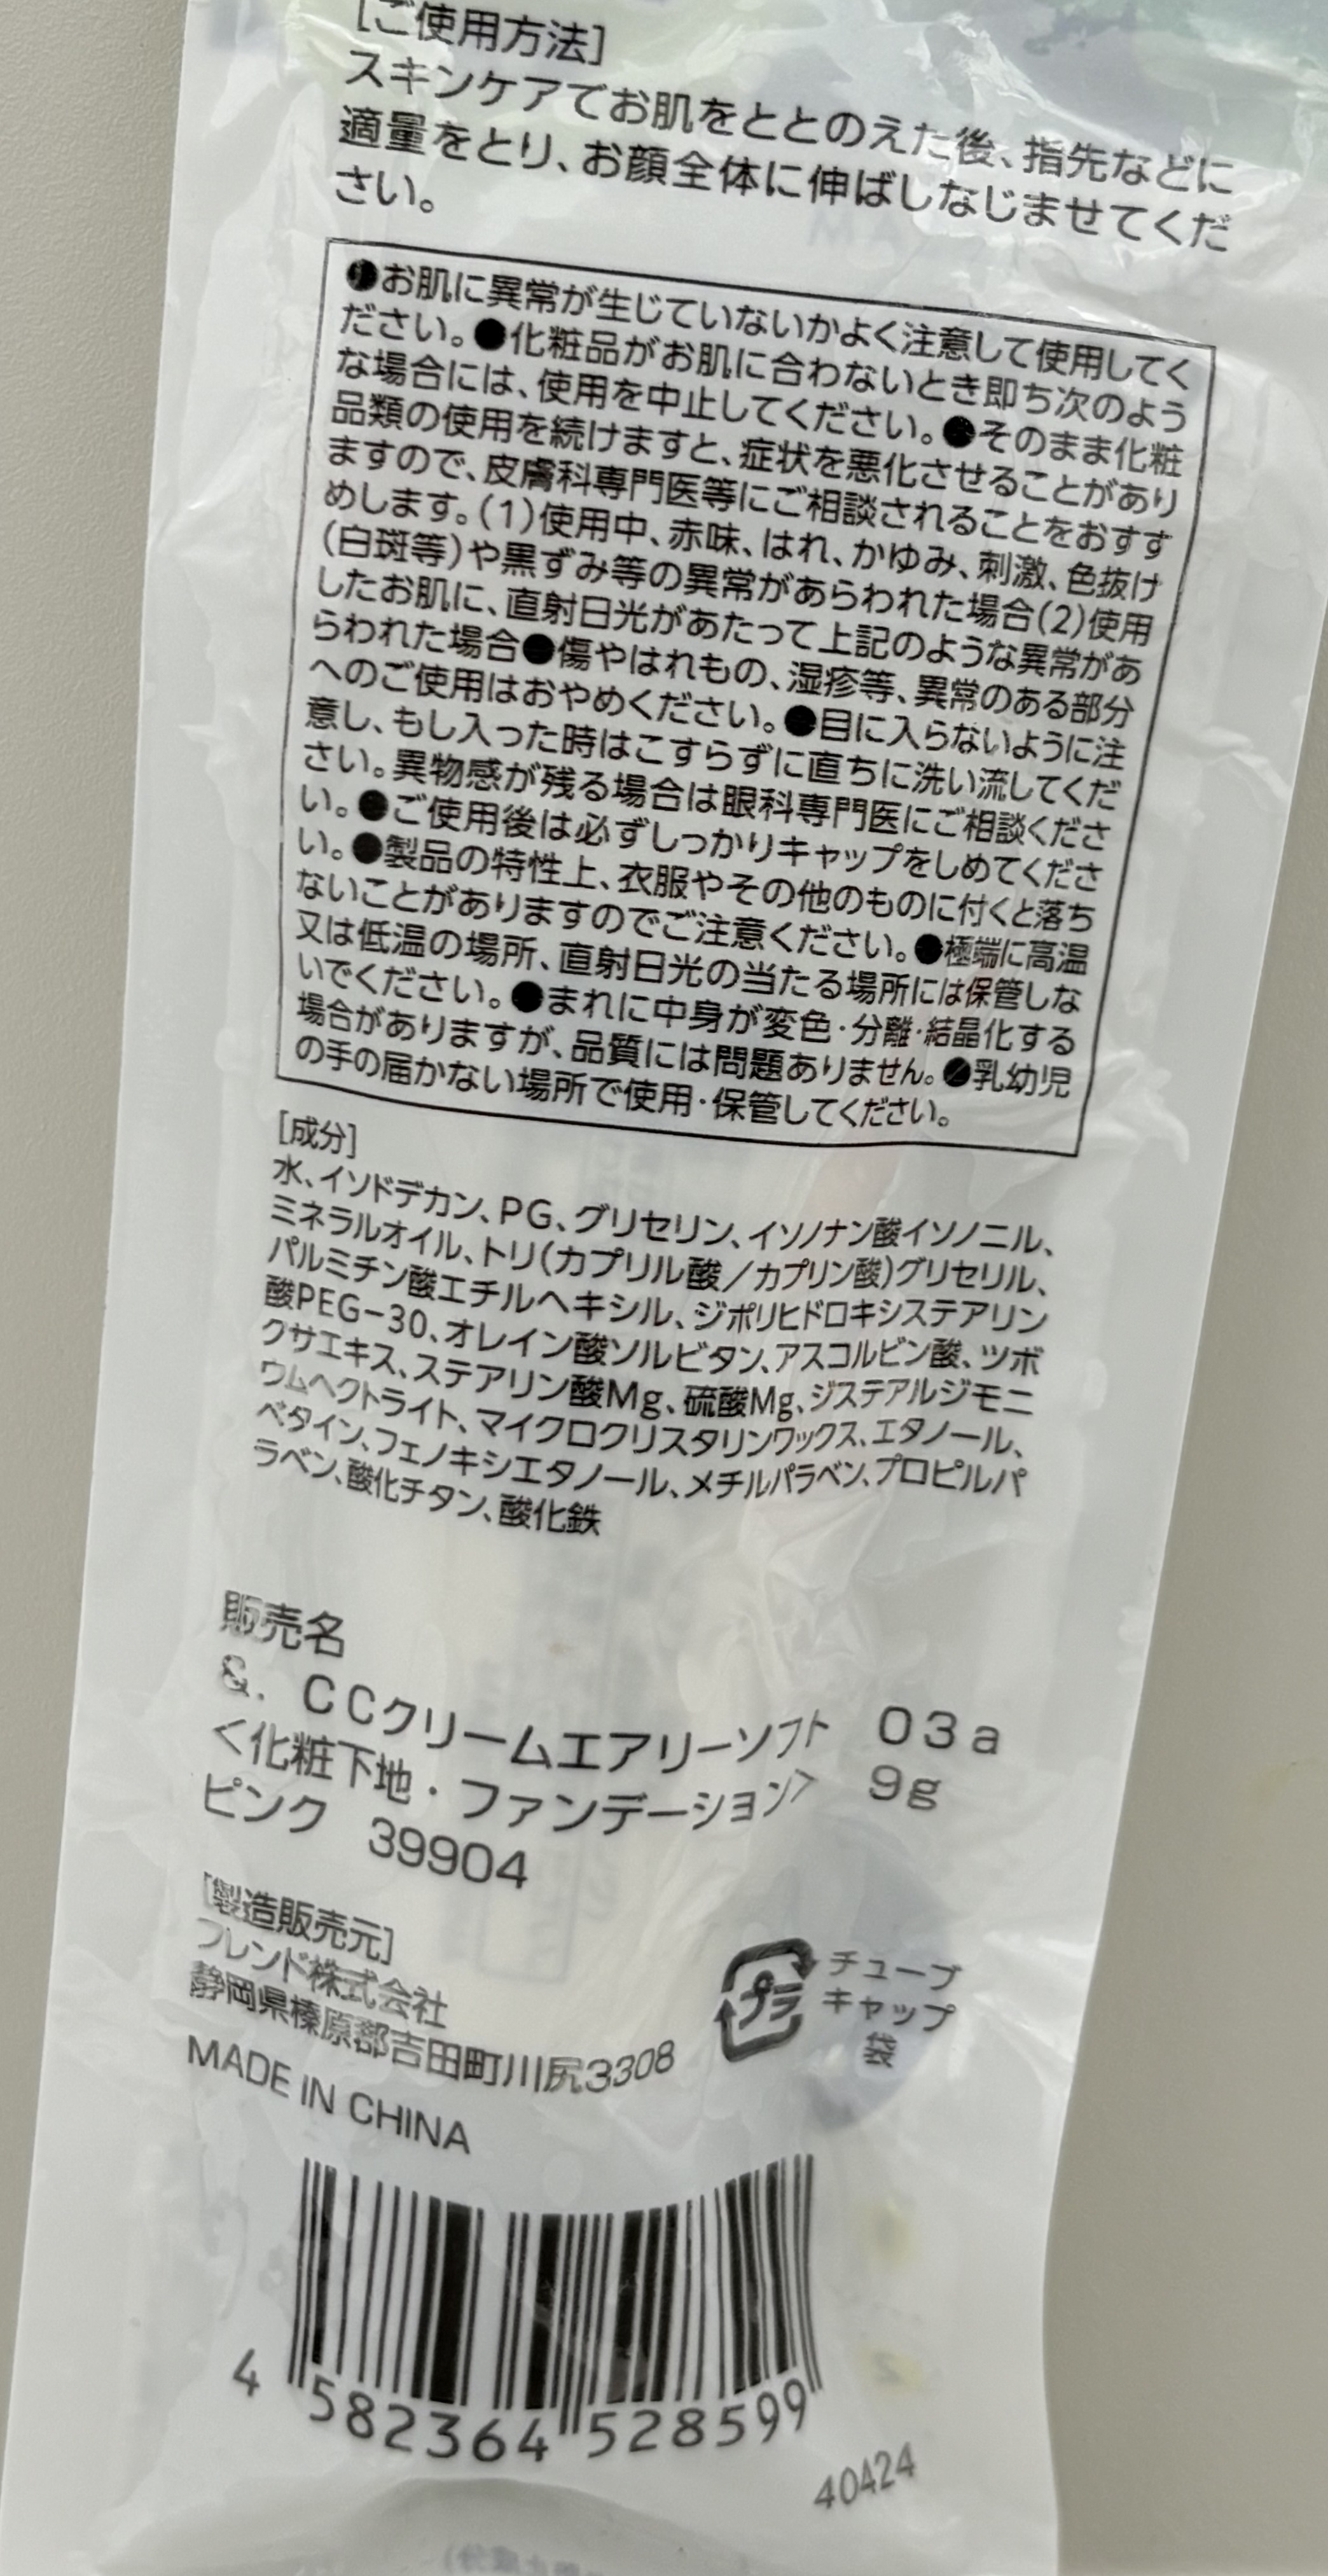 [ご使用方法]
スキンケアでお肌をととのえた後、指先などに
適量をとり、お顔全体に伸ばしなじませてくだ
さい。
●お肌に異常が生じていないかよく注意して使用してく
ださい。●化粧品がお肌に合わないとき即ち次のよう
な場合には、使用を中止してください。●そのまま化粧
品類の使用を続けますと、症状を悪化させることがあり
ますので、皮膚科専門医等にご相談されることをおすす
めします。(1)使用中、赤味、はれ、かゆみ、刺激、色抜け
(白斑等)や黒ずみ等の異常があらわれた場合(2)使用
したお肌に、直射日光があたって上記のような異常があ
らわれた場合●傷やはれもの、湿疹等、異常のある部分
へのご使用はおやめください。●目に入らないように注
意し、もし入った時はこすらずに直ちに洗い流してくだ
さい。異物感が残る場合は眼科専門医にご相談くださ
い。●ご使用後は必ずしっかりキャップをしめてくださ
い。●製品の特性上、衣服やその他のものに付くと落ち
ないことがありますのでご注意ください。●極端に高温
又は低温の場所、直射日光の当たる場所には保管しな
いでください。●まれに中身が変色・分離・結晶化する
場合がありますが、品質には問題ありません。●乳幼児
の手の届かない場所で使用・保管してください。
[成分]
水、イソドデカン、PG、グリセリン、イソノナン酸イソノニル、
ミネラルオイル、トリ(カプリル酸/カプリン酸)グリセリル、
パルミチン酸エチルヘキシル、ジポリヒドロキシステアリン
酸PEG-30、オレイン酸ソルビタン、アスコルビン酸、ツボ
クサエキス、ステアリン酸Mg、硫酸Mg、ジステアルジモニ
ウムヘクトライト、マイクロクリスタリンワックス、エタノール、
ベタイン、フェノキシエタノール、メチルパラベン、プロピルパ
ラベン、酸化チタン、酸化鉄
販売名
&. CCクリームエアリーソフト 03a
<化粧下地・ファンデーション> 9g
ピンク 39904
[製造販売元]
フレンド株式会社
静岡県榛原郡吉田町川尻3308
MADE IN CHINA
プラ
チューブ
キャップ
袋
4 582364 528599
40424